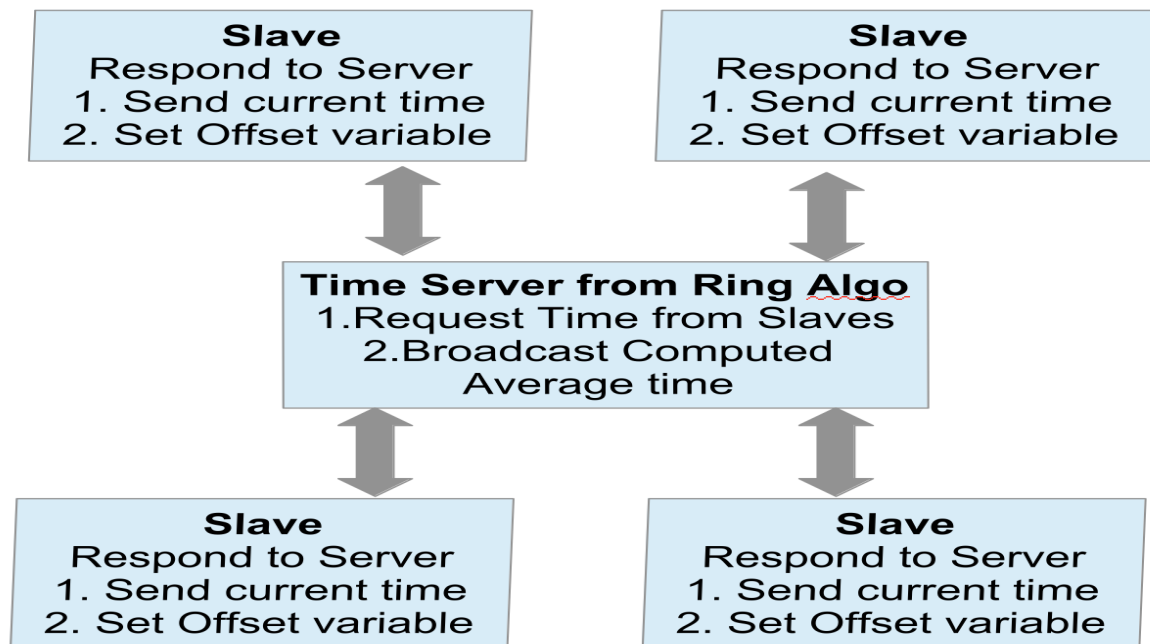 Slave
Respond to Server
1. Send current time
2. Set Offset variable
Slave
Respond to Server
1. Send current time
2. Set Offset variable
Time Server from Ring Algo
1.Request Time from Slaves
2.Broadcast Computed
Average time
Slave
Respond to Server
1. Send current time
2. Set Offset variable
Slave
Respond to Server
1. Send current time
2. Set Offset variable